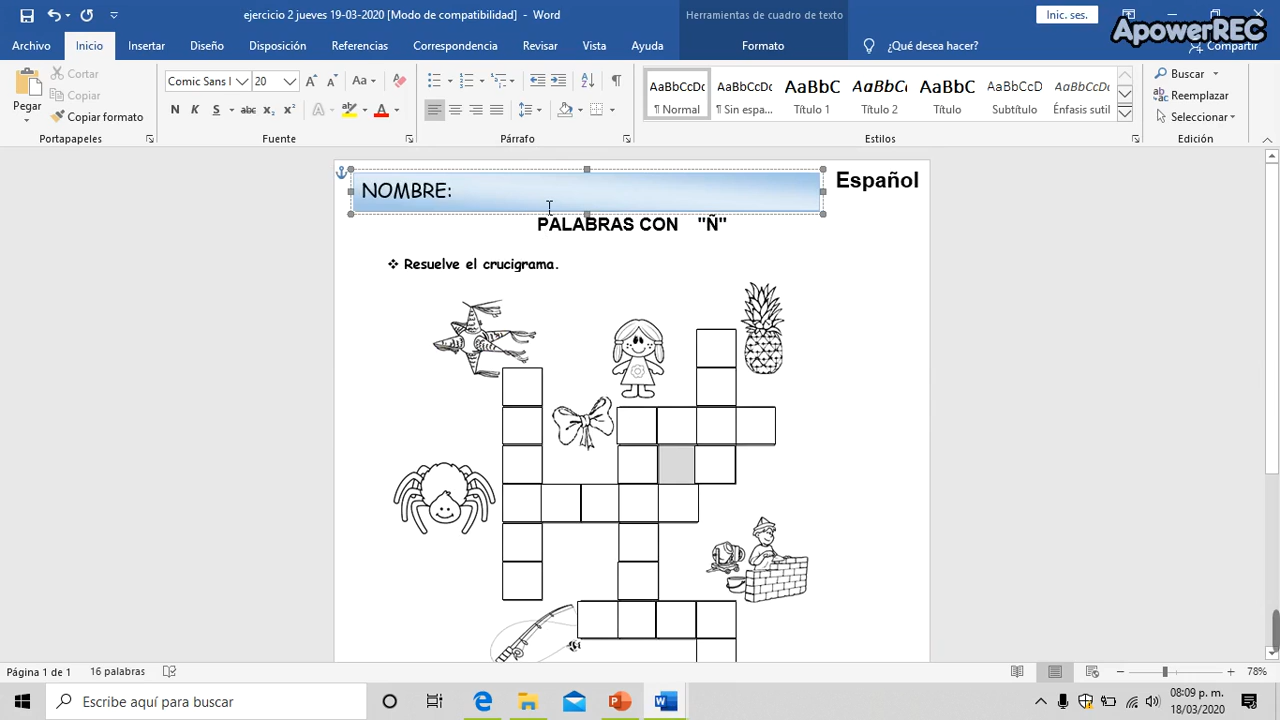 ejercicio 2 jueves 19-03_2020 [Modo de compatibilidad] - Word
Herramientas de cuadro de texto
Inic. ses.
ApowerREC
Archivo Inicio Insertar Diseño Disposición Referencias Correspondencia Revisar Vista Ayuda Formato ¿Qué desea hacer? Compartir
Pegar
Cortar
Copiar
Copiar formato
Portapapeles
Comic Sans I 20
N K S abc x₂ x²
Fuente
Párrafo
AaBbCcDc AaBbCcDc AaBbC AaBbCc AaBbC AaBbCcD AaBbCcDc
¶ Normal ¶ Sin espa... Título 1 Título 2 Título Subtítulo Énfasis sutil
Estilos
Buscar
Reemplazar
Seleccionar
Edición
NOMBRE:
Español
PALABRAS CON "Ñ"
❖ Resuelve el crucigrama.
Página 1 de 1 16 palabras
78%
Escribe aquí para buscar
08:09 p. m.
18/03/2020